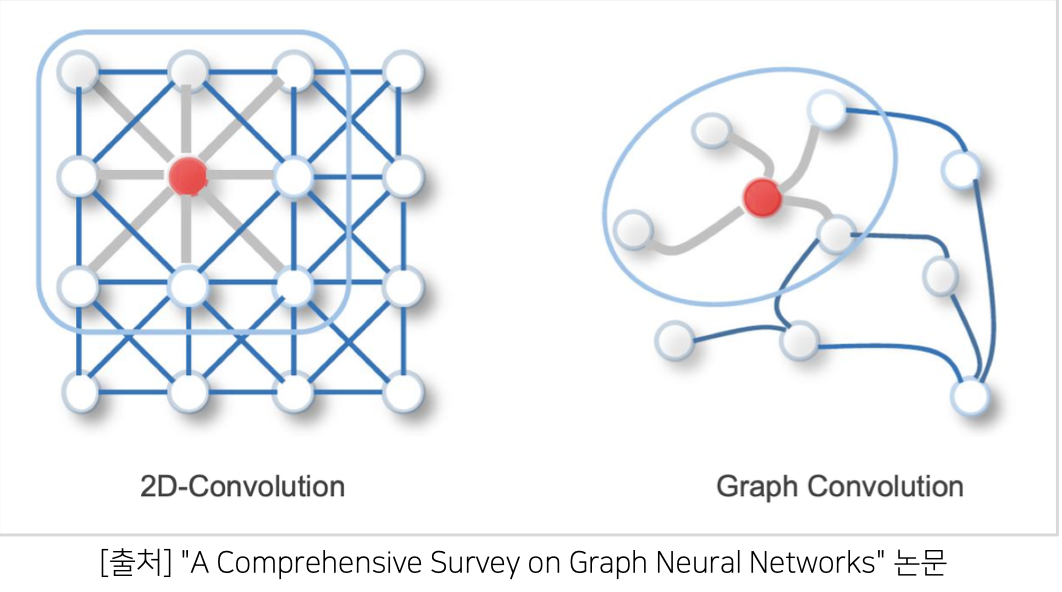 2D-Convolution
Graph Convolution
[출처] "A Comprehensive Survey on Graph Neural Networks" 논문